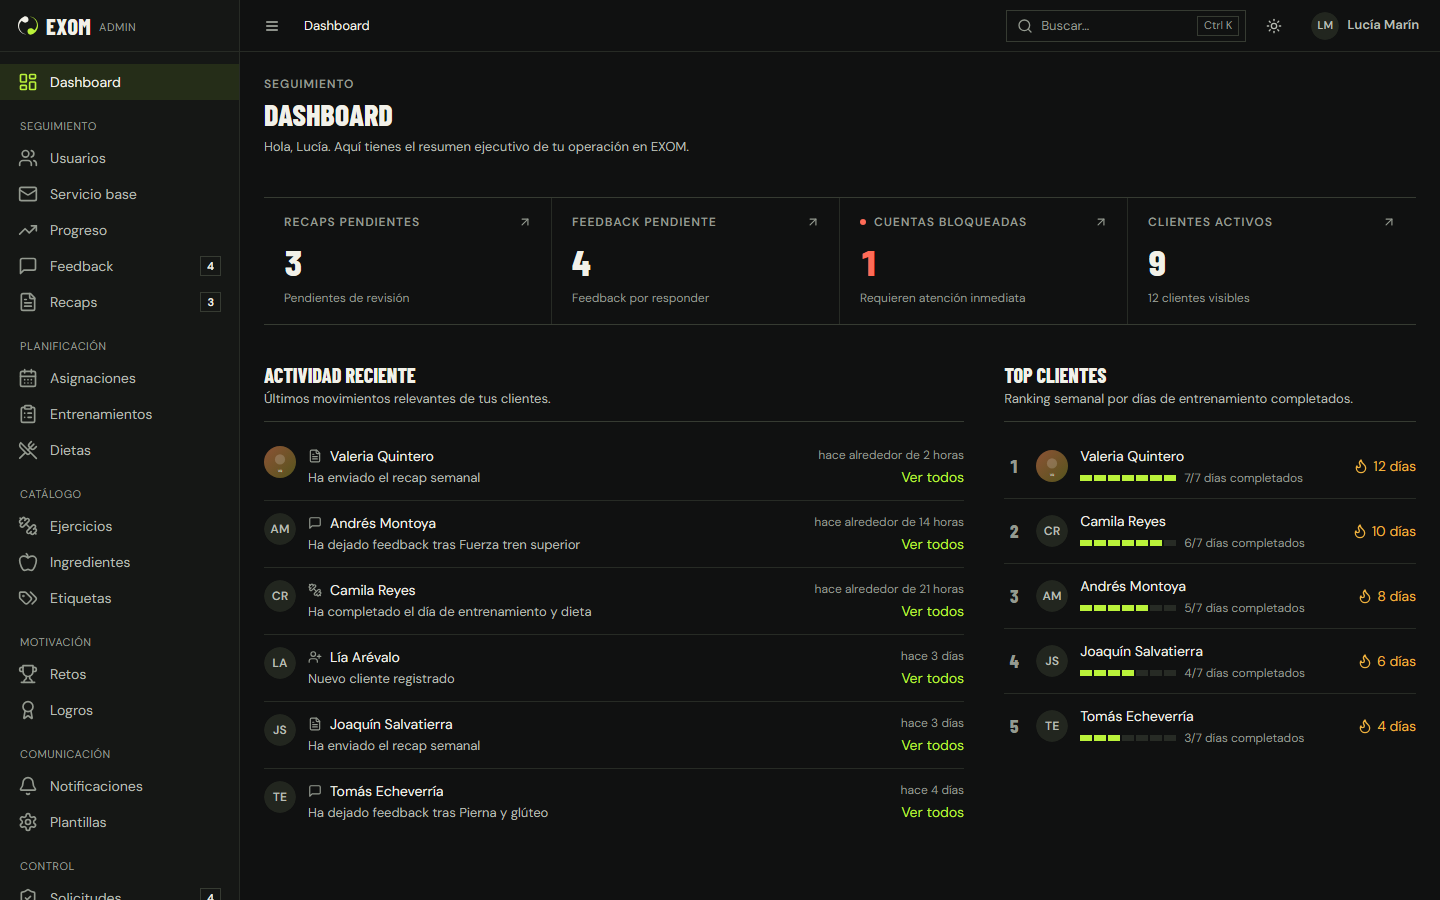 EXOM ADMIN
Dashboard
Buscar...
Ctrl K
LM
Lucía Marín
Dashboard
SEGUIMIENTO
Usuarios
Servicio base
Progreso
Feedback
4
Recaps
3
PLANIFICACIÓN
Asignaciones
Entrenamientos
Dietas
CATÁLOGO
Ejercicios
Ingredientes
Etiquetas
MOTIVACIÓN
Retos
Logros
COMUNICACIÓN
Notificaciones
Plantillas
CONTROL
Solicitudes
4
SEGUIMIENTO
DASHBOARD
Hola, Lucía. Aquí tienes el resumen ejecutivo de tu operación en EXOM.
RECAPS PENDIENTES
3
Pendientes de revisión
FEEDBACK PENDIENTE
4
Feedback por responder
CUENTAS BLOQUEADAS
1
Requieren atención inmediata
CLIENTES ACTIVOS
9
12 clientes visibles
ACTIVIDAD RECIENTE
Últimos movimientos relevantes de tus clientes.
Valeria Quintero
hace alrededor de 2 horas
Ha enviado el recap semanal
Ver todos
AM
Andrés Montoya
hace alrededor de 14 horas
Ha dejado feedback tras Fuerza tren superior
Ver todos
CR
Camila Reyes
hace alrededor de 21 horas
Ha completado el día de entrenamiento y dieta
Ver todos
LA
Lía Arévalo
hace 3 días
Nuevo cliente registrado
Ver todos
JS
Joaquín Salvatierra
hace 3 días
Ha enviado el recap semanal
Ver todos
TE
Tomás Echeverría
hace 4 días
Ha dejado feedback tras Pierna y glúteo
Ver todos
TOP CLIENTES
Ranking semanal por días de entrenamiento completados.
1
Valeria Quintero
7/7 días completados
12 días
2
CR
Camila Reyes
6/7 días completados
10 días
3
AM
Andrés Montoya
5/7 días completados
8 días
4
JS
Joaquín Salvatierra
4/7 días completados
6 días
5
TE
Tomás Echeverría
3/7 días completados
4 días